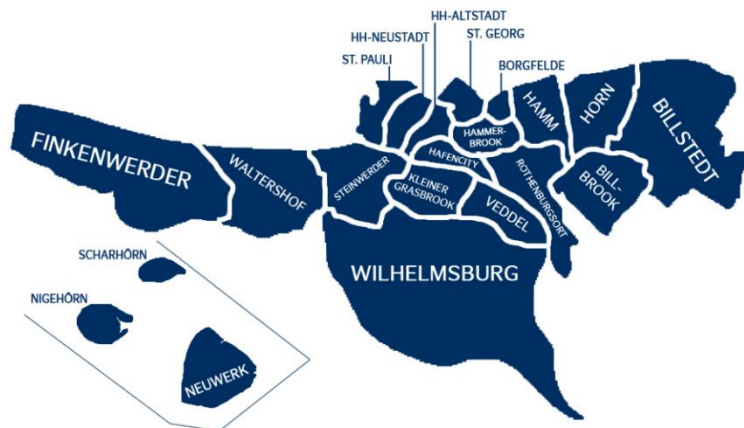 HH-ALTSTADT
HH-NEUSTADT
ST. GEORG
ST. PAULI
BORGFELDE
HAMM
HORN
BILLSTEDT
FINKENWERDER
WALTERSHOF
STEINWERDER
HAMMER-
BROOK
HAFENCITY
ROTHENBURGSORT
BILL-
BROOK
KLEINER
GRASBROOK
VEDDEL
WILHELMSBURG
SCHARHÖRN
NIGEHÖRN
NEUWERK